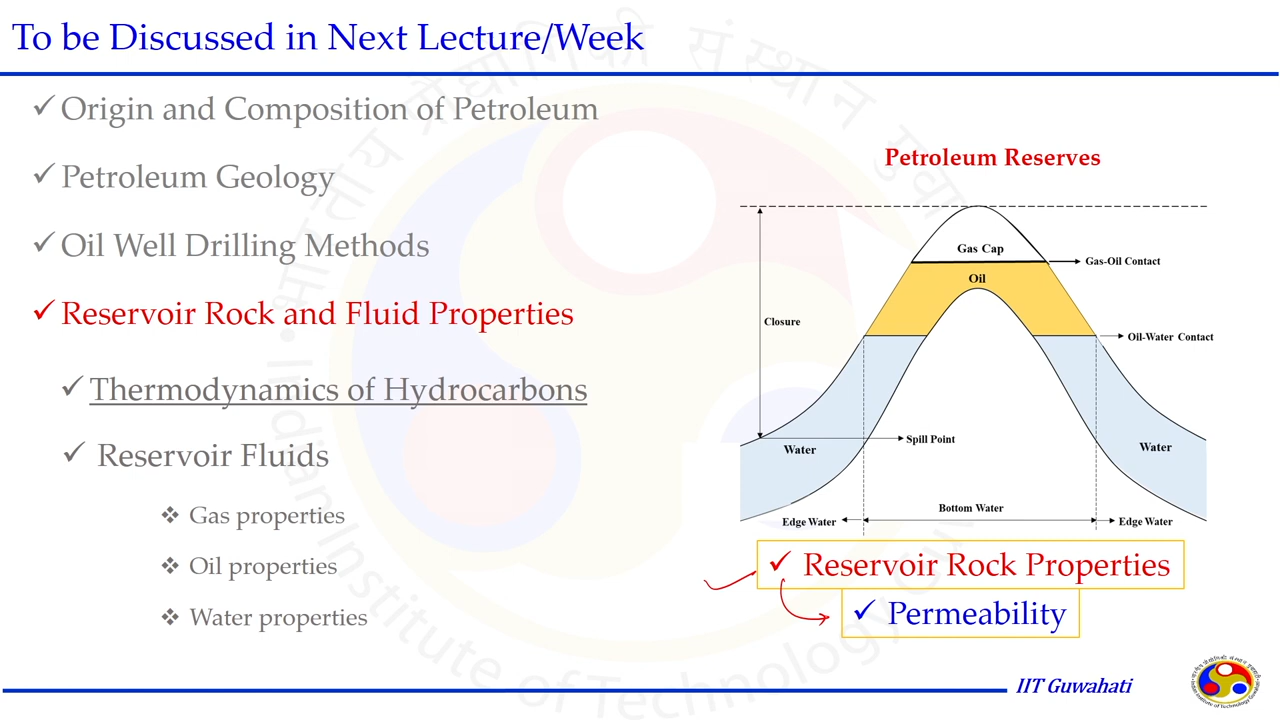 To be Discussed in Next Lecture/Week
✓ Origin and Composition of Petroleum
✓ Petroleum Geology
✓ Oil Well Drilling Methods
✓ Reservoir Rock and Fluid Properties
✓ Thermodynamics of Hydrocarbons
✓ Reservoir Fluids
❖ Gas properties
❖ Oil properties
❖ Water properties
Petroleum Reserves
Gas Cap
Gas-Oil Contact
Oil
Closure
Oil-Water Contact
Spill Point
Water
Water
Bottom Water
Edge Water
Edge Water
✓ Reservoir Rock Properties
✓ Permeability
IIT Guwahati